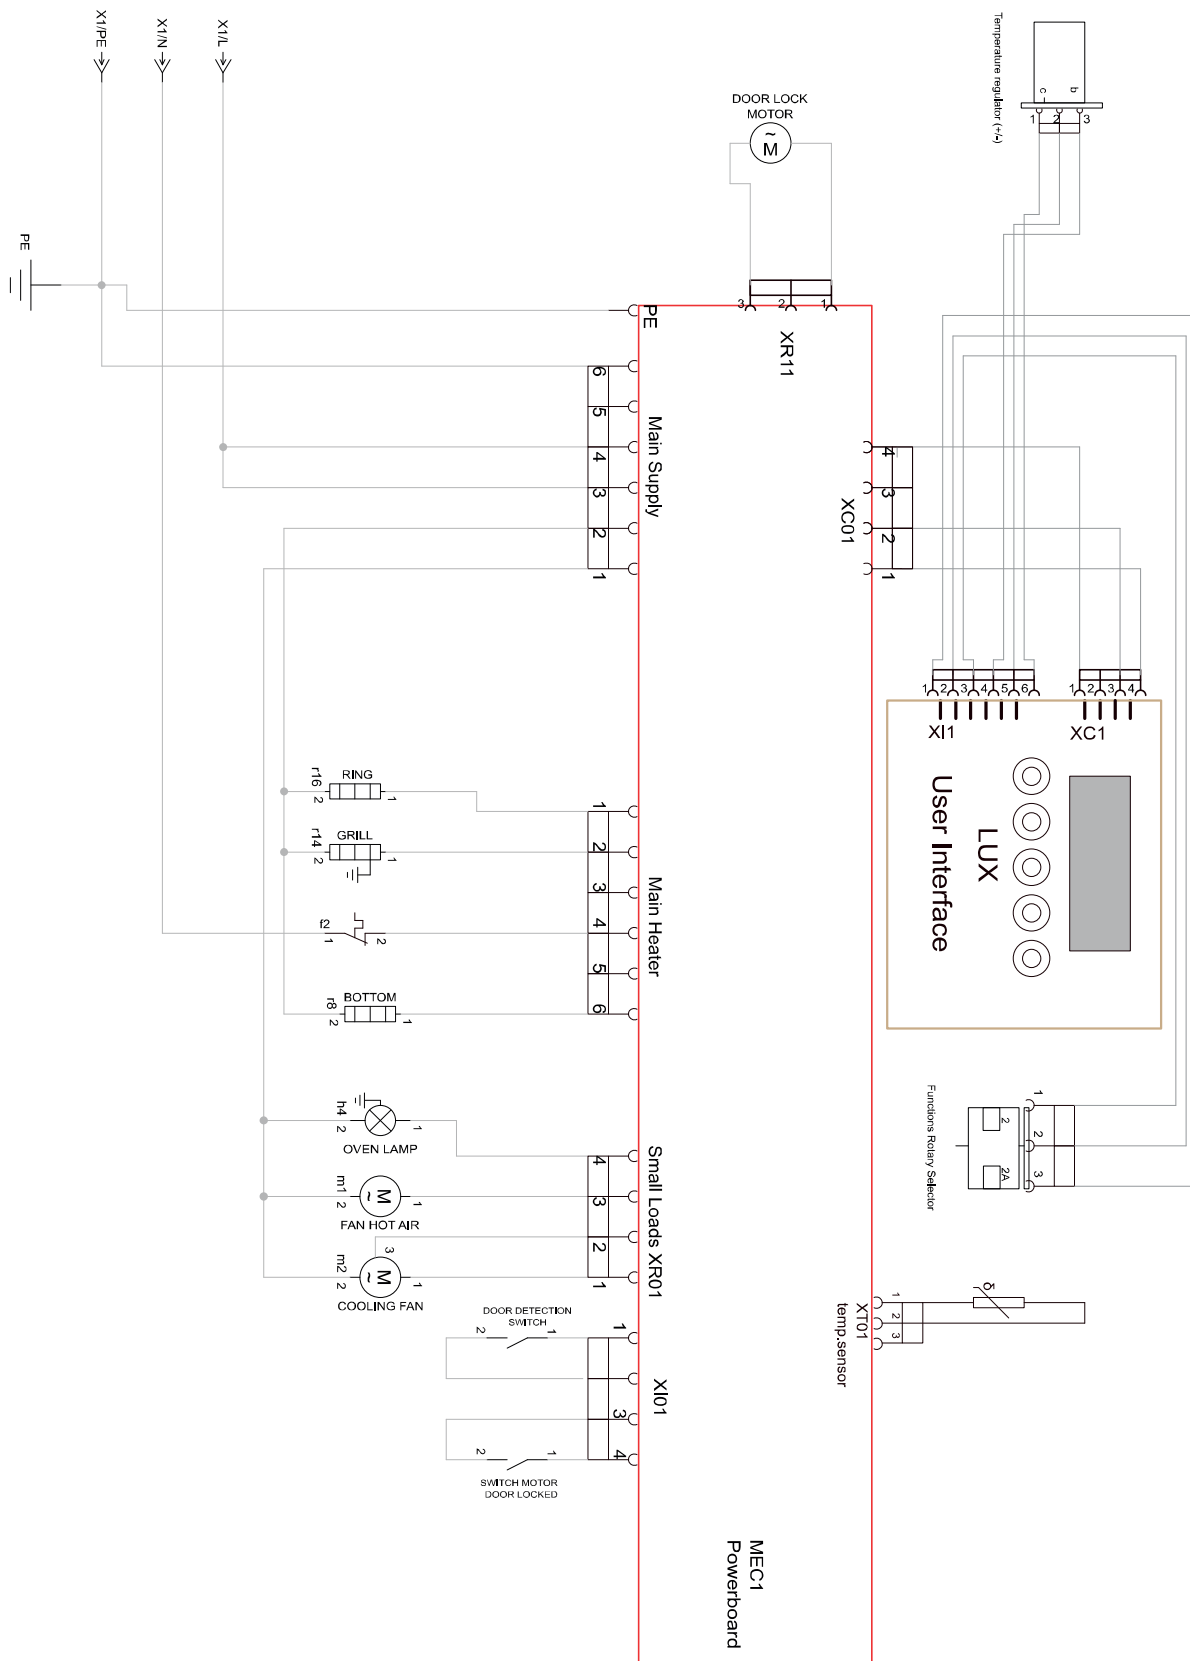 X1/PE
X1/N
X1/L
PE
DOOR LOCK
MOTOR
~
M
Temperature regulator (+/-)
c
b
1
2
3
3
2
1
XR11
PE
6
5
4
3
2
1
Main Supply
4
3
2
1
XC01
1
2
3
4
5
6
XI1
1
2
3
4
XC1
User Interface
LUX
RING
r16
2
1
GRILL
r14
2
1
f2
1
2
BOTTOM
r8
2
1
1
2
3
4
5
6
Main Heater
Functions Rotary Selector
2
2A
1
2
3
h4
2
1
OVEN LAMP
m1
2
~
M
1
FAN HOT AIR
m2
2
3
~
M
1
COOLING FAN
4
3
2
1
Small Loads XR01
DOOR DETECTION
SWITCH
2
1
1
3
4
XI01
2
1
SWITCH MOTOR
DOOR LOCKED
1
2
3
XT01
temp.sensor
δ
MEC1
Powerboard